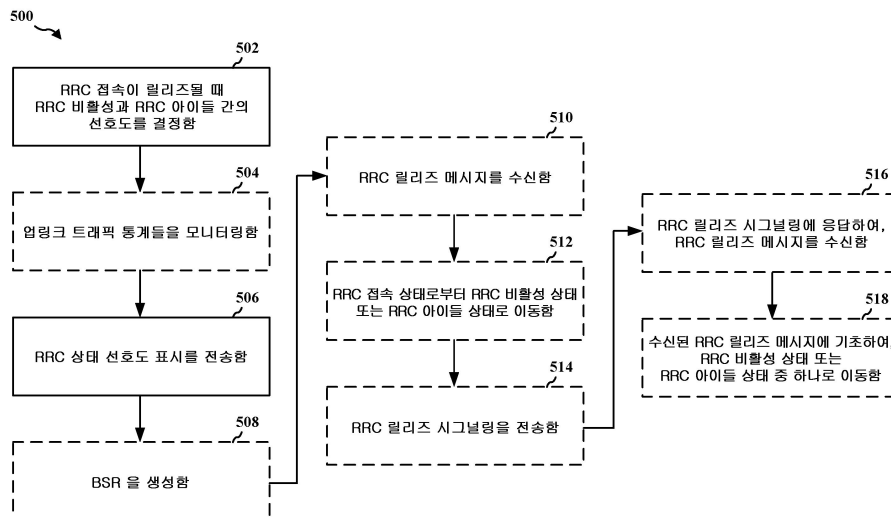 500
502
RRC 접속이 릴리즈될 때
RRC 비활성과 RRC 아이들 간의
선호도를 결정함
504
업링크 트래픽 통계들을 모니터링함
506
RRC 상태 선호도 표시를 전송함
508
BSR 을 생성함
510
RRC 릴리즈 메시지를 수신함
512
RRC 접속 상태로부터 RRC 비활성 상태
또는 RRC 아이들 상태로 이동함
514
RRC 릴리즈 시그널링을 전송함
516
RRC 릴리즈 시그널링에 응답하여,
RRC 릴리즈 메시지를 수신함
518
수신된 RRC 릴리즈 메시지에 기초하여,
RRC 비활성 상태 또는
RRC 아이들 상태 중 하나로 이동함